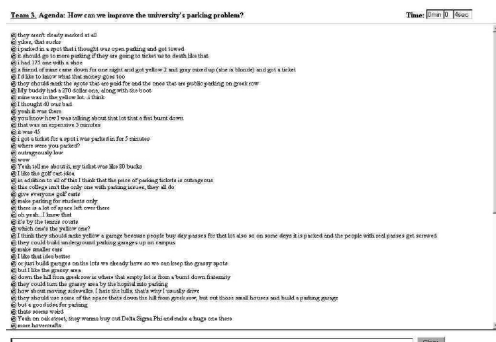 Team 3. Agenda: How can we improve the university's parking problem?
Time: 0min 0 4sec
they aren't clearly marked at all
yikes, that sucks
i parked in a spot that i thought was open parking and got towed
it should go to more parking if they are going to ticket us to death like that
i had 175 one with a shoe
a friend of mine came down for one night and got yellow 2 and gray mixed up (she is blonde) and got a ticket
I'd like to know what that money goes too
they should mark the spots that are paid for and the ones that are public parking on greek row
My buddy had a 270 dollar one, along with the boot
mine was in the yellow lot...i think
I thought 40 was bad
yeah it was them
you know how I was talking about that lot that a frat burnt down
that was an expensive 5 minutes
it was 45
i got a ticket for a spot i was parked in for 5 minutes
where were you parked?
outrageously low
wow
Yeah tell me about it, my ticket was like 80 bucks
I like the golf cart idea
in addition to all of this I think that the price of parking tickets is outrageous
this college isn't the only one with parking issues, they all do
give everyone golf carts
make parking for students only
there is a lot of space left over there
oh yeah...I knew that
it's by the tennis courts
which one's the yellow one?
I think they should make yellow a garage because people buy day passes for that lot also so on some days it is packed and the people with real passes get screwed
they could build underground parking garages up on campus
make smaller cars
I like that idea better
or just build garages on the lots we already have so we can keep the grassy spots
but I like the grassy area
down the hill from greek row is where that empty lot is from a burnt down fraternity
they could turn the grassy area by the hospital into parking
how about moving sidewalks. I hate the hills, that's why I usually drive
they should use some of the space thats down the hill from greek row, buy out those small houses and build a parking garage
but a good idea for parking
thats soem weird
Yeah on oak street, they wanna buy out Delta Sigma Phi and make a huge one there
more hovercrafts